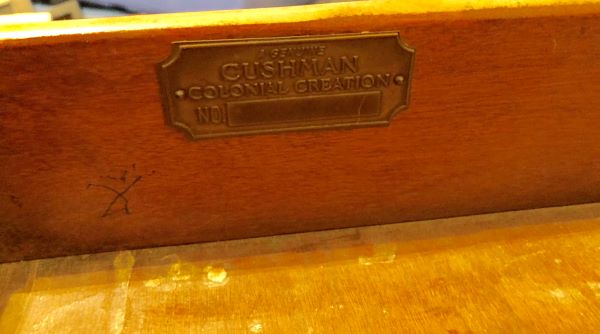 A GENUINE
CUSHMAN
COLONIAL CREATION
NO.